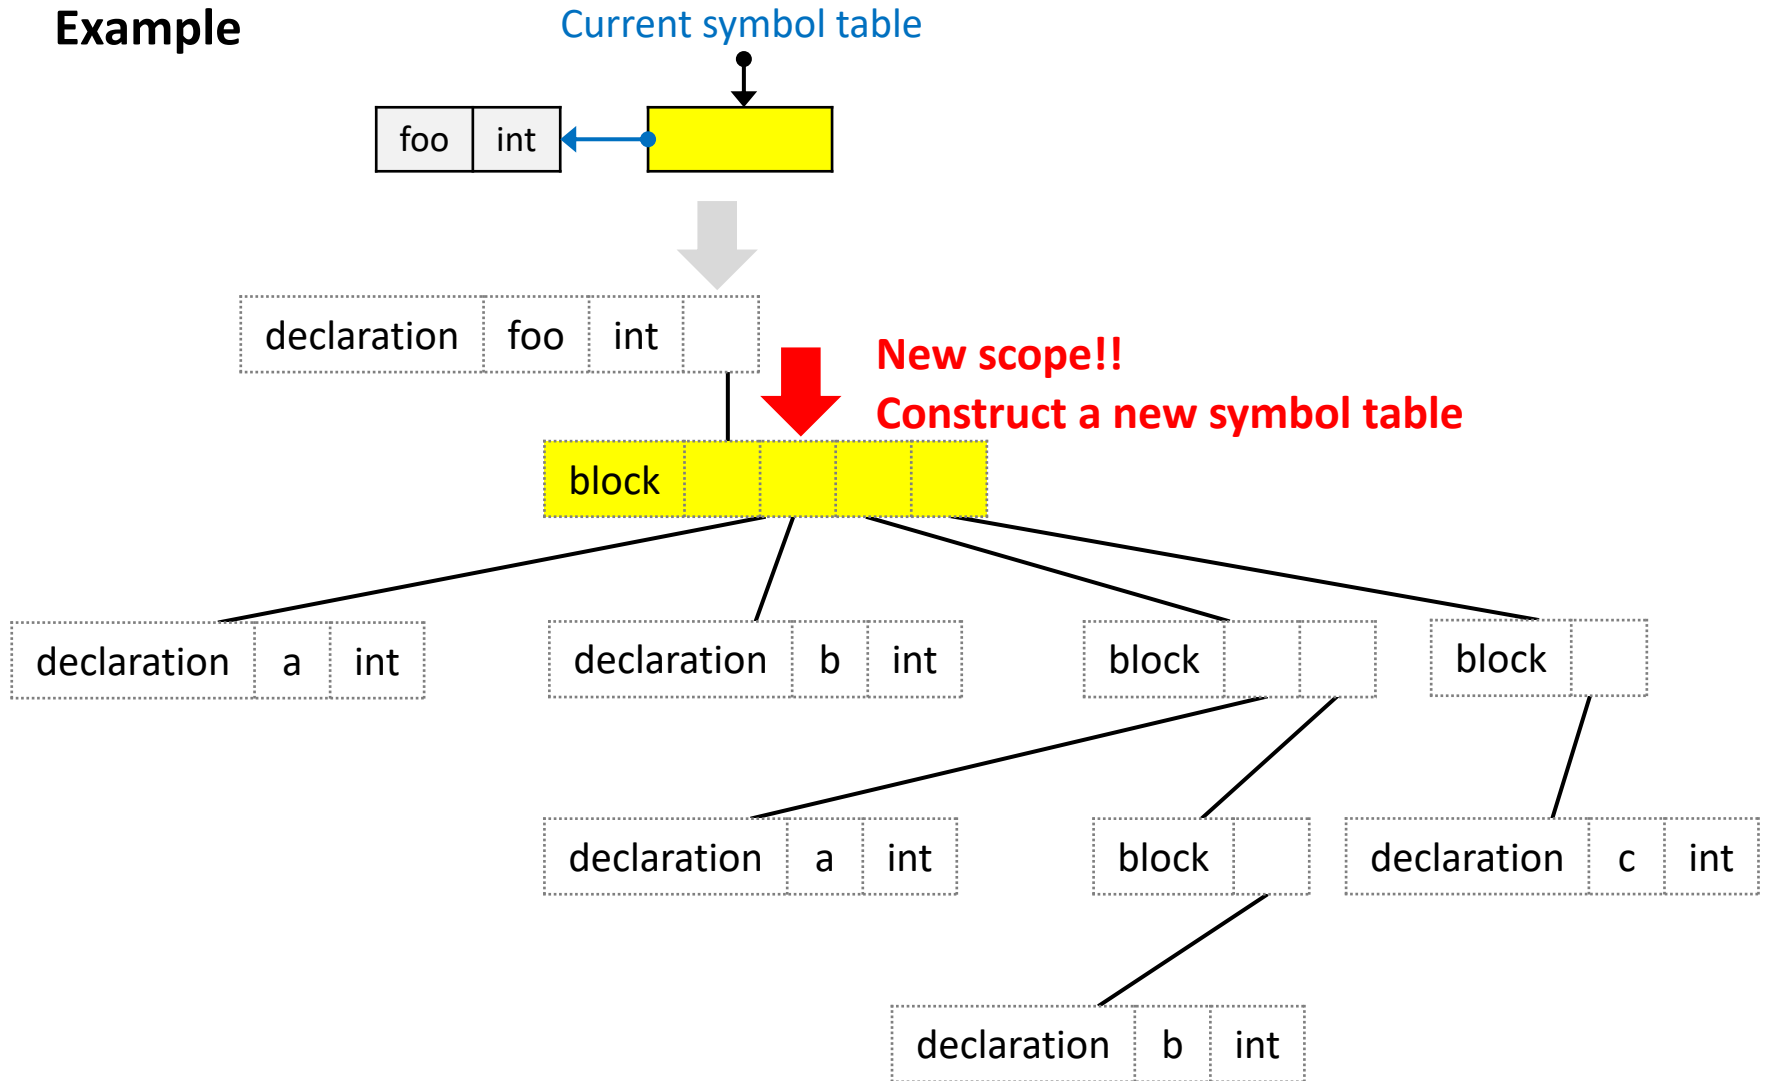 Example
Current symbol table
foo int
declaration foo int
New scope!!
Construct a new symbol table
block
declaration a int
declaration b int
block
block
declaration a int
block
declaration c int
declaration b int